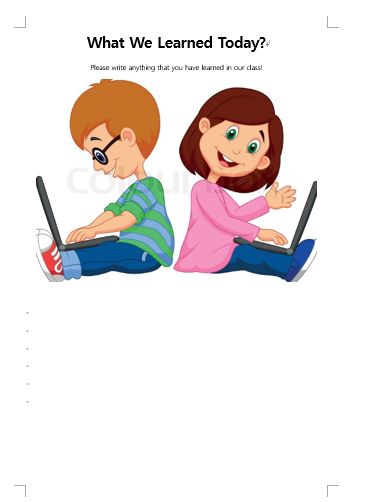 What We Learned Today?
Please write anything that you have learned in our class!